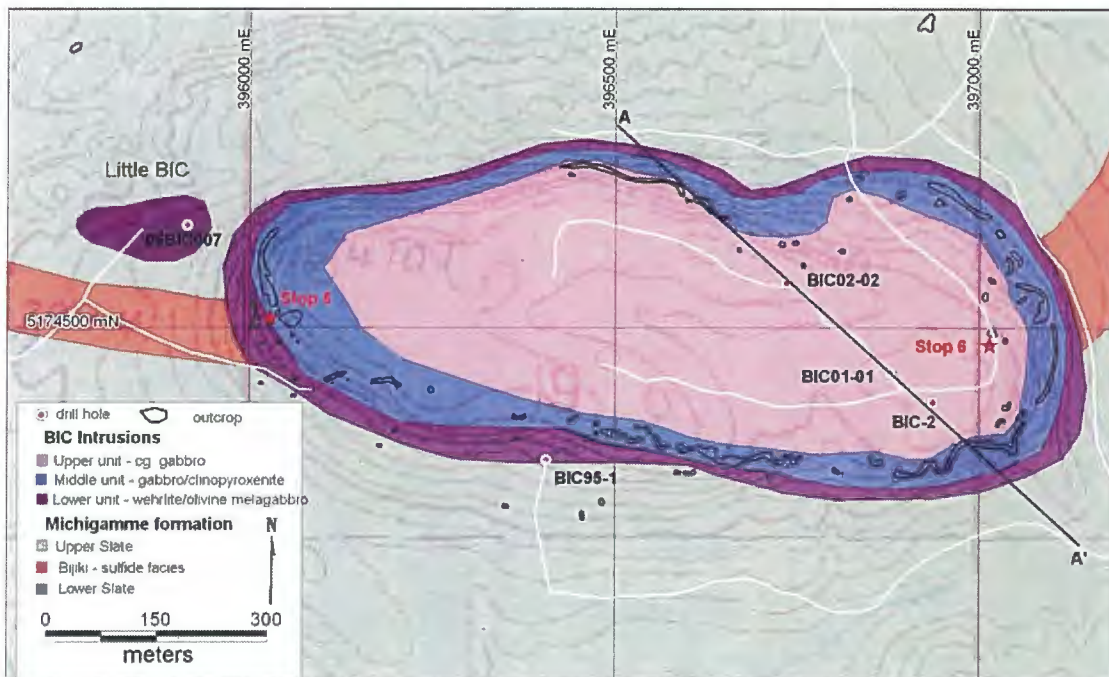 396000 mE
396500 mE
397000 mE
A
Little BIC
BIC02-02
Stop 5
5174500 mN
Stop 6
BIC01-01
BIC-2
BIC95-1
A'
drill hole
outcrop
BIC Intrusions
Upper unit - cg gabbro
Middle unit - gabbro/clinopyroxenite
Lower unit - wehrlite/olivine melagabbro
Michigamme formation
N
Upper Slate
Bijiki - sulfide facies
Lower Slate
0 150 300
meters